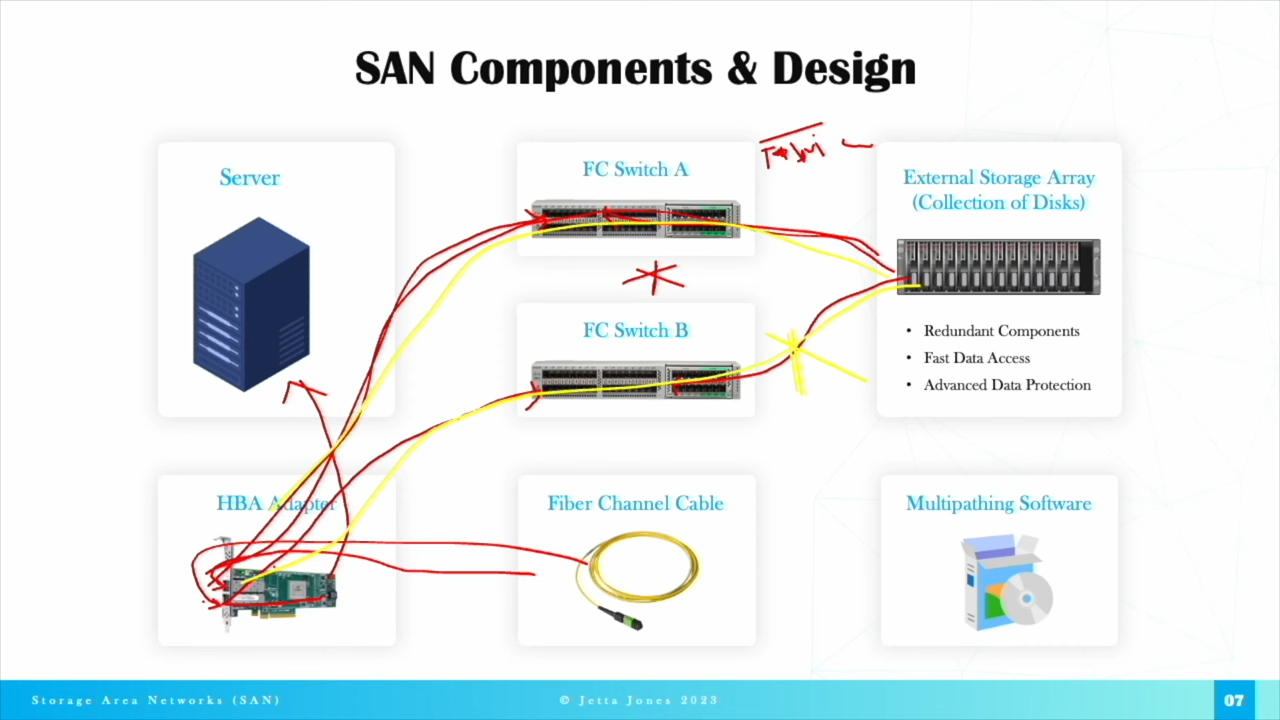 SAN Components & Design
Server
FC Switch A
External Storage Array
(Collection of Disks)
FC Switch B
• Redundant Components
• Fast Data Access
• Advanced Data Protection
HBA Adapter
Fiber Channel Cable
Multipathing Software
Storage Area Networks (SAN)
© Jetta Jones 2023
07